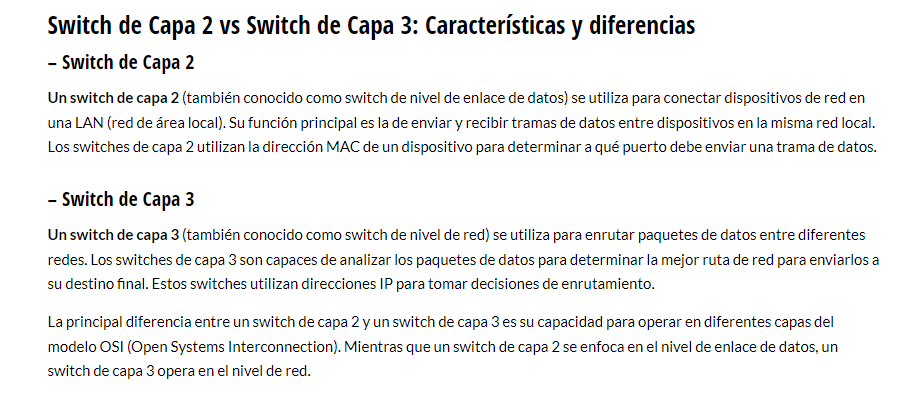 Switch de Capa 2 vs Switch de Capa 3: Características y diferencias
– Switch de Capa 2
Un switch de capa 2 (también conocido como switch de nivel de enlace de datos) se utiliza para conectar dispositivos de red en
una LAN (red de área local). Su función principal es la de enviar y recibir tramas de datos entre dispositivos en la misma red local.
Los switches de capa 2 utilizan la dirección MAC de un dispositivo para determinar a qué puerto debe enviar una trama de datos.
– Switch de Capa 3
Un switch de capa 3 (también conocido como switch de nivel de red) se utiliza para enrutar paquetes de datos entre diferentes
redes. Los switches de capa 3 son capaces de analizar los paquetes de datos para determinar la mejor ruta de red para enviarlos a
su destino final. Estos switches utilizan direcciones IP para tomar decisiones de enrutamiento.
La principal diferencia entre un switch de capa 2 y un switch de capa 3 es su capacidad para operar en diferentes capas del
modelo OSI (Open Systems Interconnection). Mientras que un switch de capa 2 se enfoca en el nivel de enlace de datos, un
switch de capa 3 opera en el nivel de red.